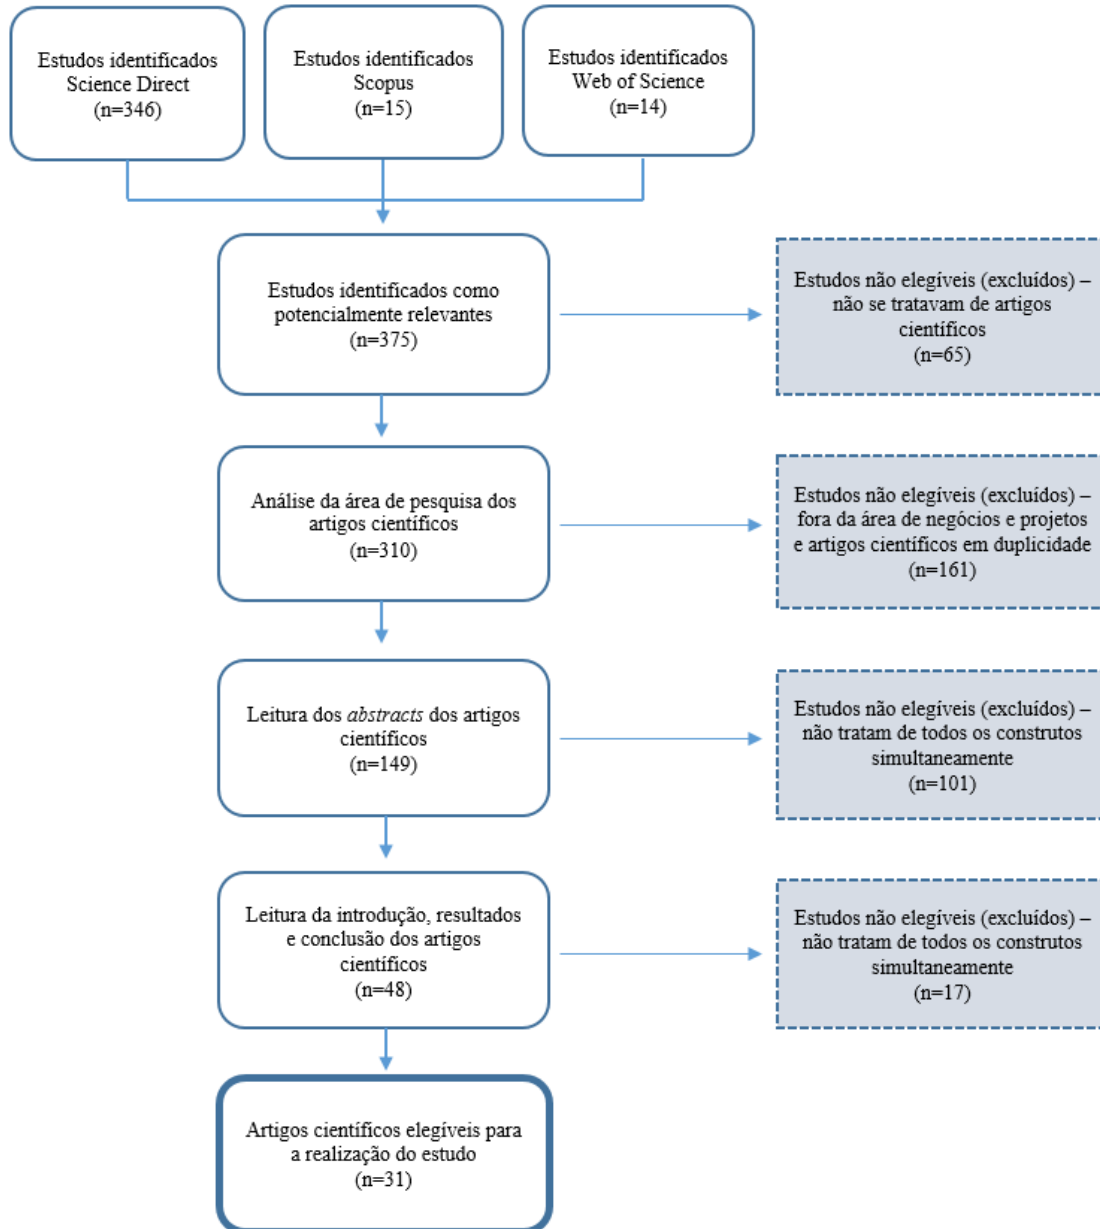 Estudos identificados
Science Direct
(n=346)
Estudos identificados
Scopus
(n=15)
Estudos identificados
Web of Science
(n=14)
Estudos identificados como
potencialmente relevantes
(n=375)
Estudos não elegíveis (excluídos) –
não se tratavam de artigos
científicos
(n=65)
Análise da área de pesquisa dos
artigos científicos
(n=310)
Estudos não elegíveis (excluídos) –
fora da área de negócios e projetos
e artigos científicos em duplicidade
(n=161)
Leitura dos abstracts dos artigos
científicos
(n=149)
Estudos não elegíveis (excluídos) –
não tratam de todos os construtos
simultaneamente
(n=101)
Leitura da introdução, resultados
e conclusão dos artigos
científicos
(n=48)
Estudos não elegíveis (excluídos) –
não tratam de todos os construtos
simultaneamente
(n=17)
Artigos científicos elegíveis para
a realização do estudo
(n=31)